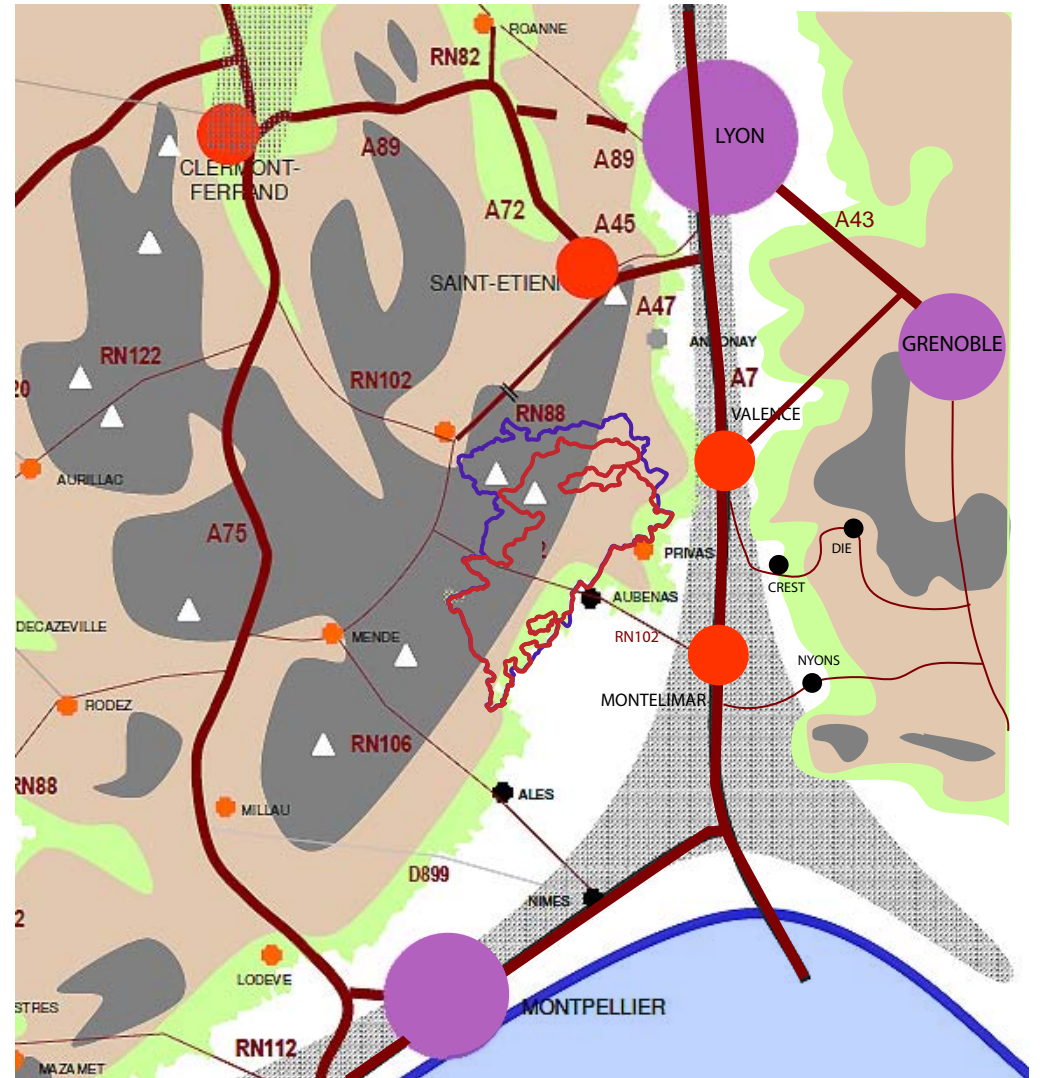 ROANNE
RN82
LYON
A89
A89
CLERMONT-
FERRAND
A72
A45
A43
SAINT-ETIEN
A47
GRENOBLE
RN122
20
RN102
A7
VALENCE
RN88
AURILLAC
A75
DIE
PRIVAS
CREST
AUBENAS
DECAZEVILLE
MENDE
RN102
NYONS
MONTELIMAR
RODEZ
RN106
RN88
ALES
MILLAU
D899
NIMES
2
LODEVE
STRES
MONTPELLIER
RN112
MAZAMET